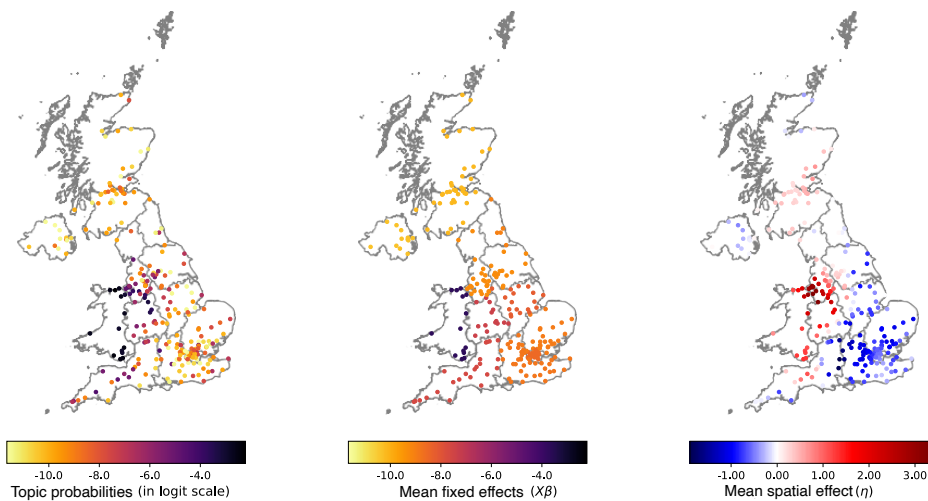 -10.0 -8.0 -6.0 -4.0
Topic probabilities (in logit scale)
-10.0 -8.0 -6.0 -4.0
Mean fixed effects (Xβ)
-1.00 0.00 1.00 2.00 3.00
Mean spatial effect (η)